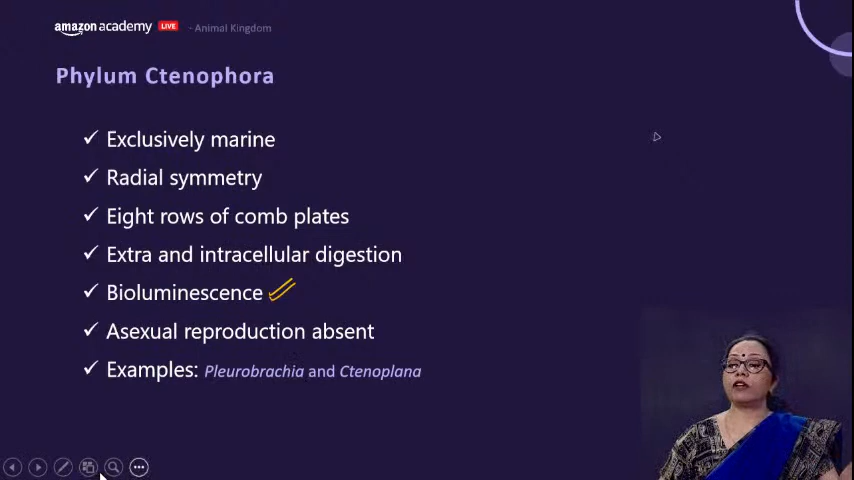 amazon academy LIVE - Animal Kingdom
Phylum Ctenophora
✓ Exclusively marine
✓ Radial symmetry
✓ Eight rows of comb plates
✓ Extra and intracellular digestion
✓ Bioluminescence
✓ Asexual reproduction absent
✓ Examples: Pleurobrachia and Ctenoplana